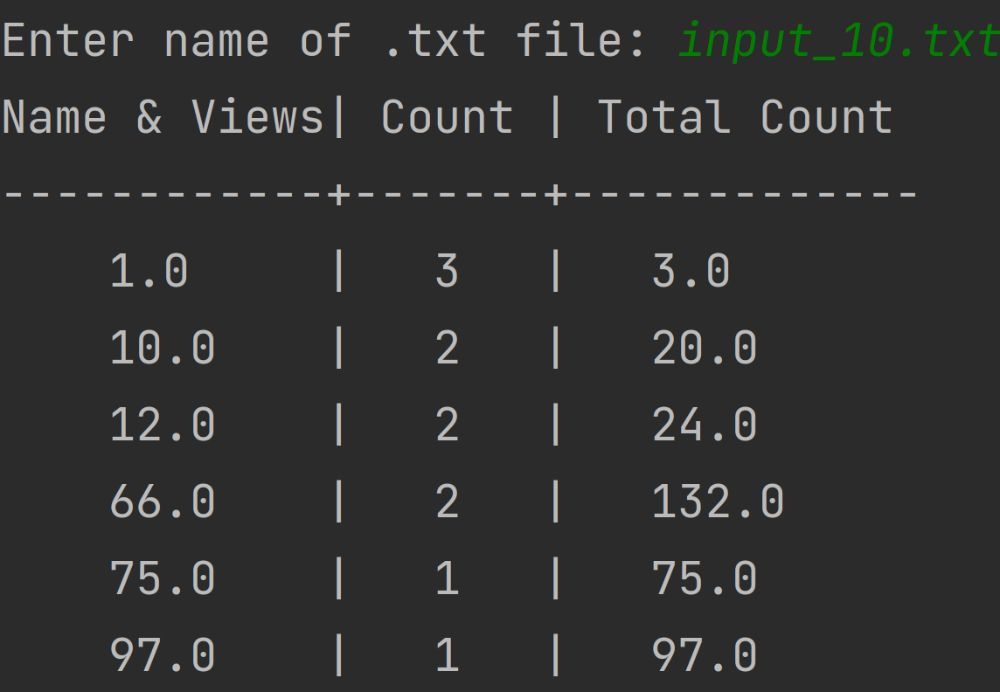 Enter name of .txt file: input_10.txt
Name & Views| Count | Total Count
------------+-------+-------------
    1.0     |   3   |   3.0
    10.0    |   2   |   20.0
    12.0    |   2   |   24.0
    66.0    |   2   |   132.0
    75.0    |   1   |   75.0
    97.0    |   1   |   97.0